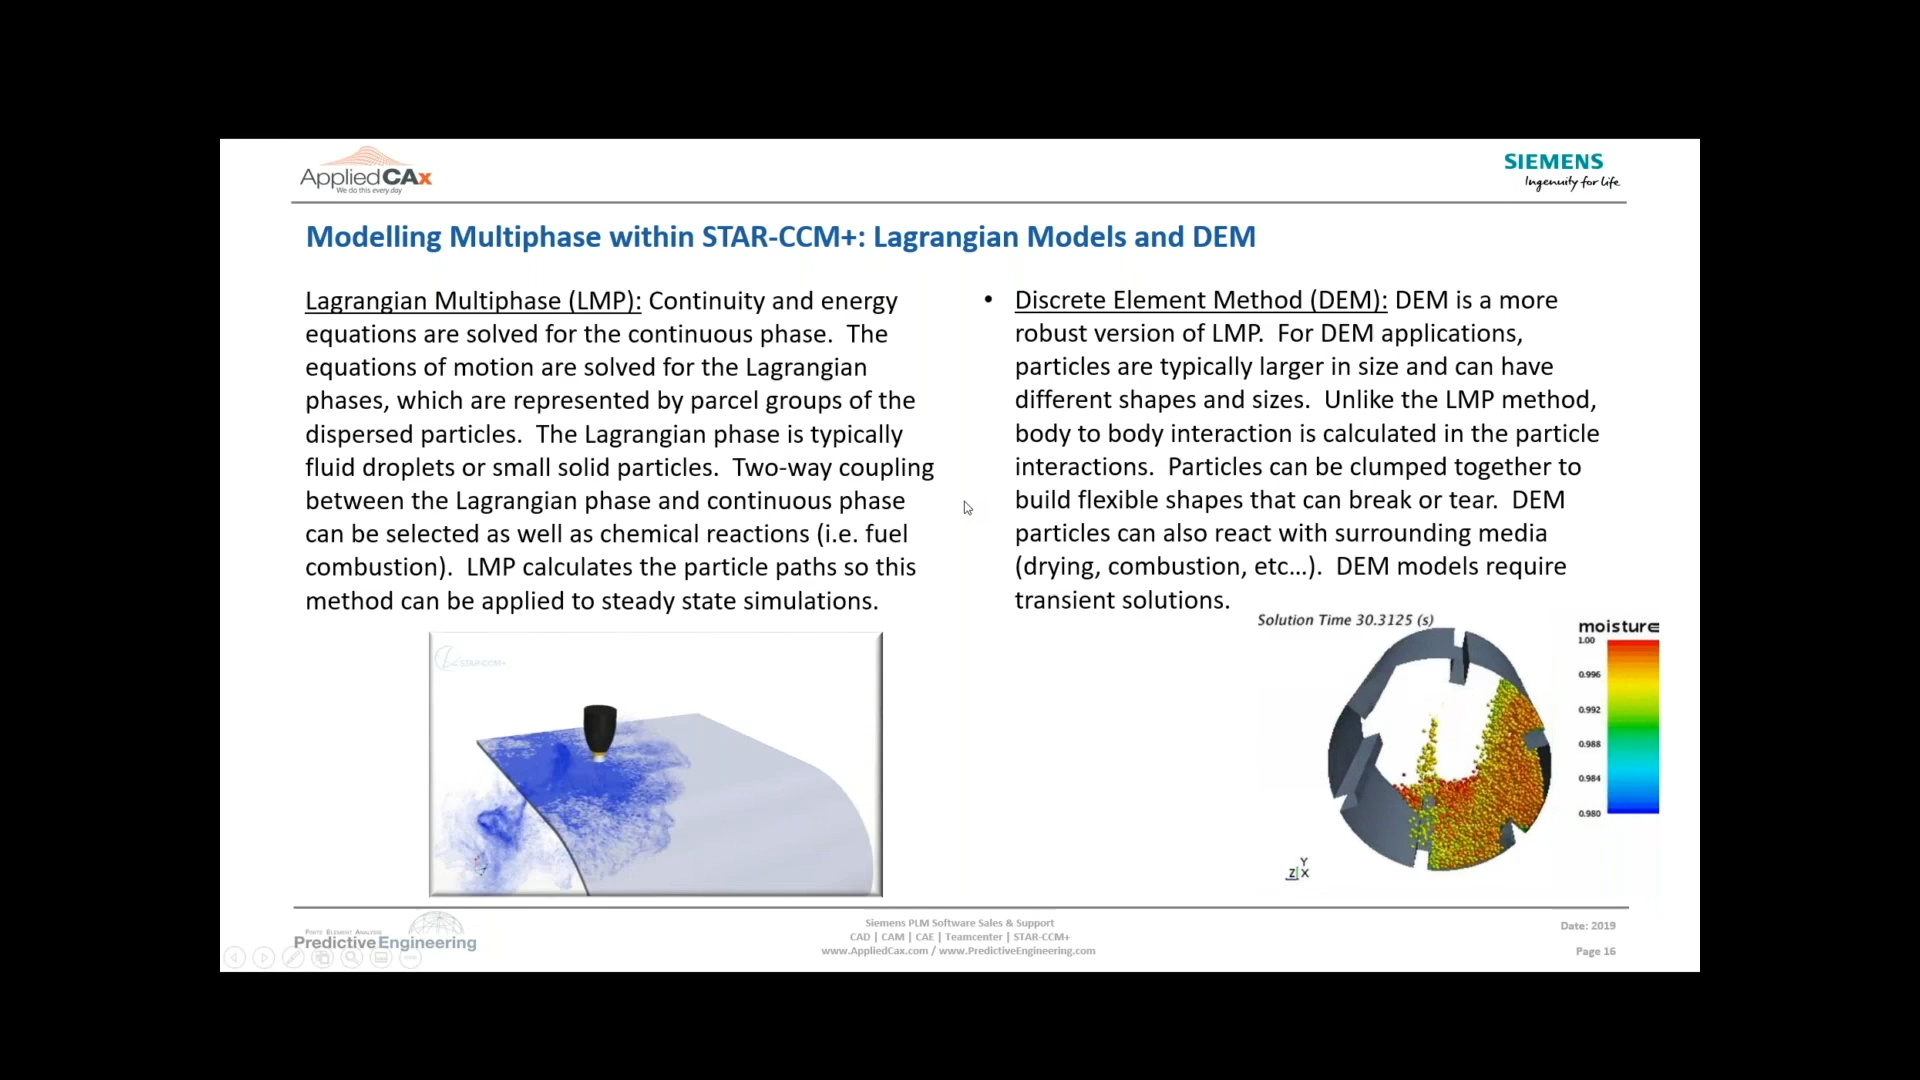 AppliedCAx
We do this every day
SIEMENS
Ingenuity for life
Modelling Multiphase within STAR-CCM+: Lagrangian Models and DEM
Lagrangian Multiphase (LMP): Continuity and energy
equations are solved for the continuous phase.  The
equations of motion are solved for the Lagrangian
phases, which are represented by parcel groups of the
dispersed particles.  The Lagrangian phase is typically
fluid droplets or small solid particles.  Two-way coupling
between the Lagrangian phase and continuous phase
can be selected as well as chemical reactions (i.e. fuel
combustion).  LMP calculates the particle paths so this
method can be applied to steady state simulations.
• Discrete Element Method (DEM): DEM is a more
robust version of LMP.  For DEM applications,
particles are typically larger in size and can have
different shapes and sizes.  Unlike the LMP method,
body to body interaction is calculated in the particle
interactions.  Particles can be clumped together to
build flexible shapes that can break or tear.  DEM
particles can also react with surrounding media
(drying, combustion, etc…).  DEM models require
transient solutions.
STAR-CCM+
Solution Time 30.3125 (s)
moisture
1.00
0.996
0.992
0.988
0.984
0.980
Y
Z X
FINITE ELEMENT ANALYSIS
Predictive Engineering
Siemens PLM Software Sales & Support
CAD | CAM | CAE | Teamcenter | STAR-CCM+
www.AppliedCax.com / www.PredictiveEngineering.com
Date: 2019
Page 16